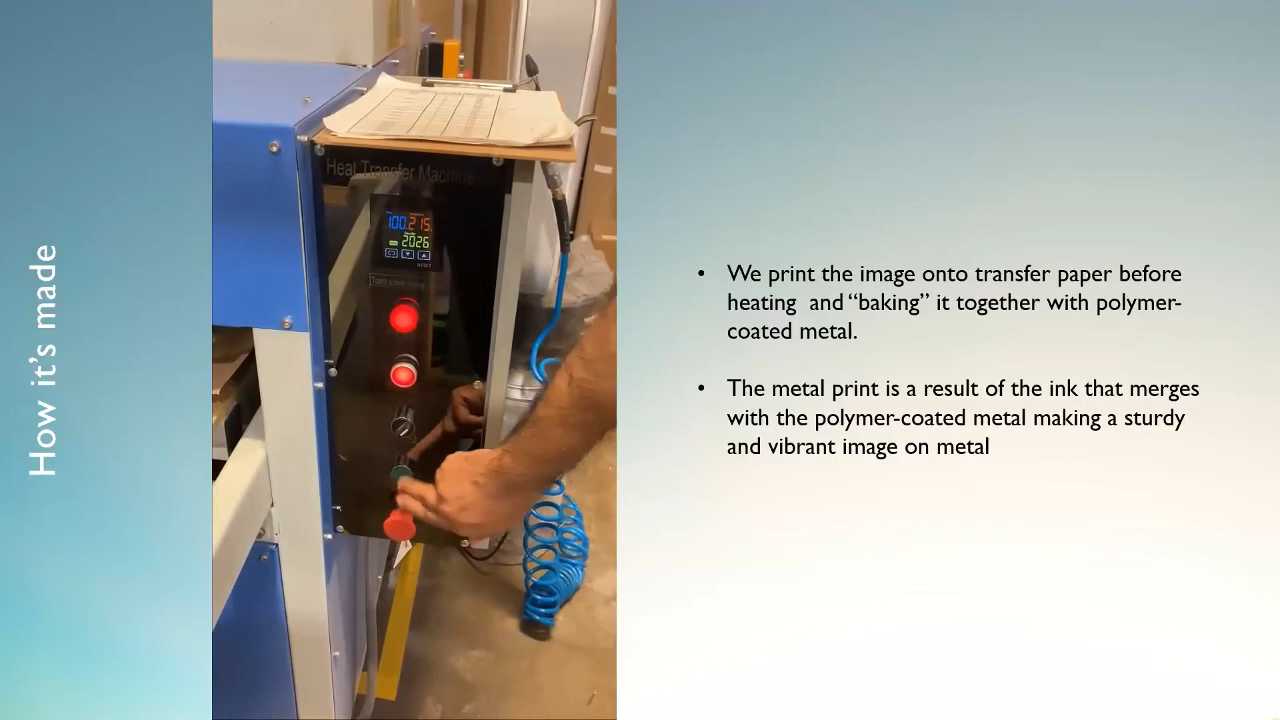 How it's made
Heat Transfer Machine
100.215.
2026
RESET
• We print the image onto transfer paper before
heating and “baking” it together with polymer-
coated metal.
• The metal print is a result of the ink that merges
with the polymer-coated metal making a sturdy
and vibrant image on metal